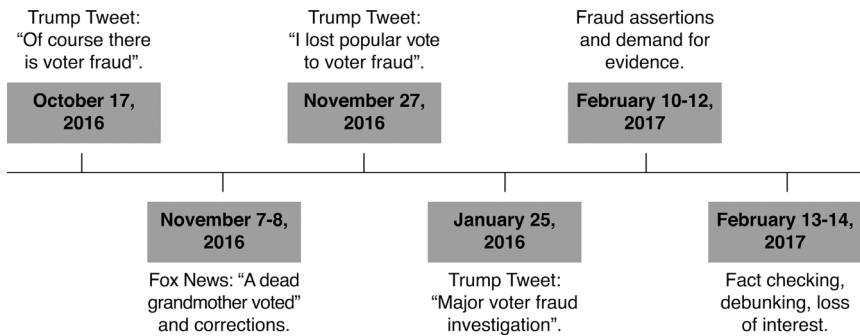 Trump Tweet:
“Of course there
is voter fraud”.
October 17,
2016
November 7-8,
2016
Fox News: “A dead
grandmother voted”
and corrections.
Trump Tweet:
“I lost popular vote
to voter fraud”.
November 27,
2016
January 25,
2016
Trump Tweet:
“Major voter fraud
investigation”.
Fraud assertions
and demand for
evidence.
February 10-12,
2017
February 13-14,
2017
Fact checking,
debunking, loss
of interest.